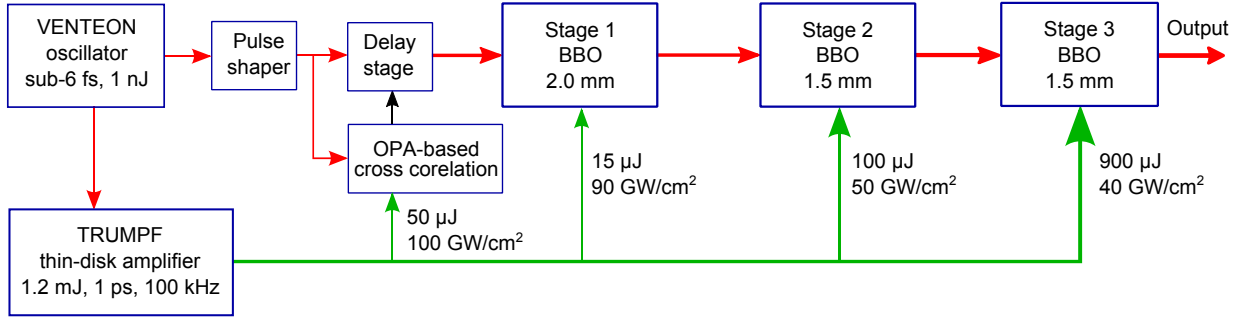 VENTEON
oscillator
sub-6 fs, 1 nJ
Pulse
shaper
Delay
stage
Stage 1
BBO
2.0 mm
Stage 2
BBO
1.5 mm
Stage 3
BBO
1.5 mm
Output
OPA-based
cross corelation
15 µJ
90 GW/cm²
100 µJ
50 GW/cm²
900 µJ
40 GW/cm²
50 µJ
100 GW/cm²
TRUMPF
thin-disk amplifier
1.2 mJ, 1 ps, 100 kHz